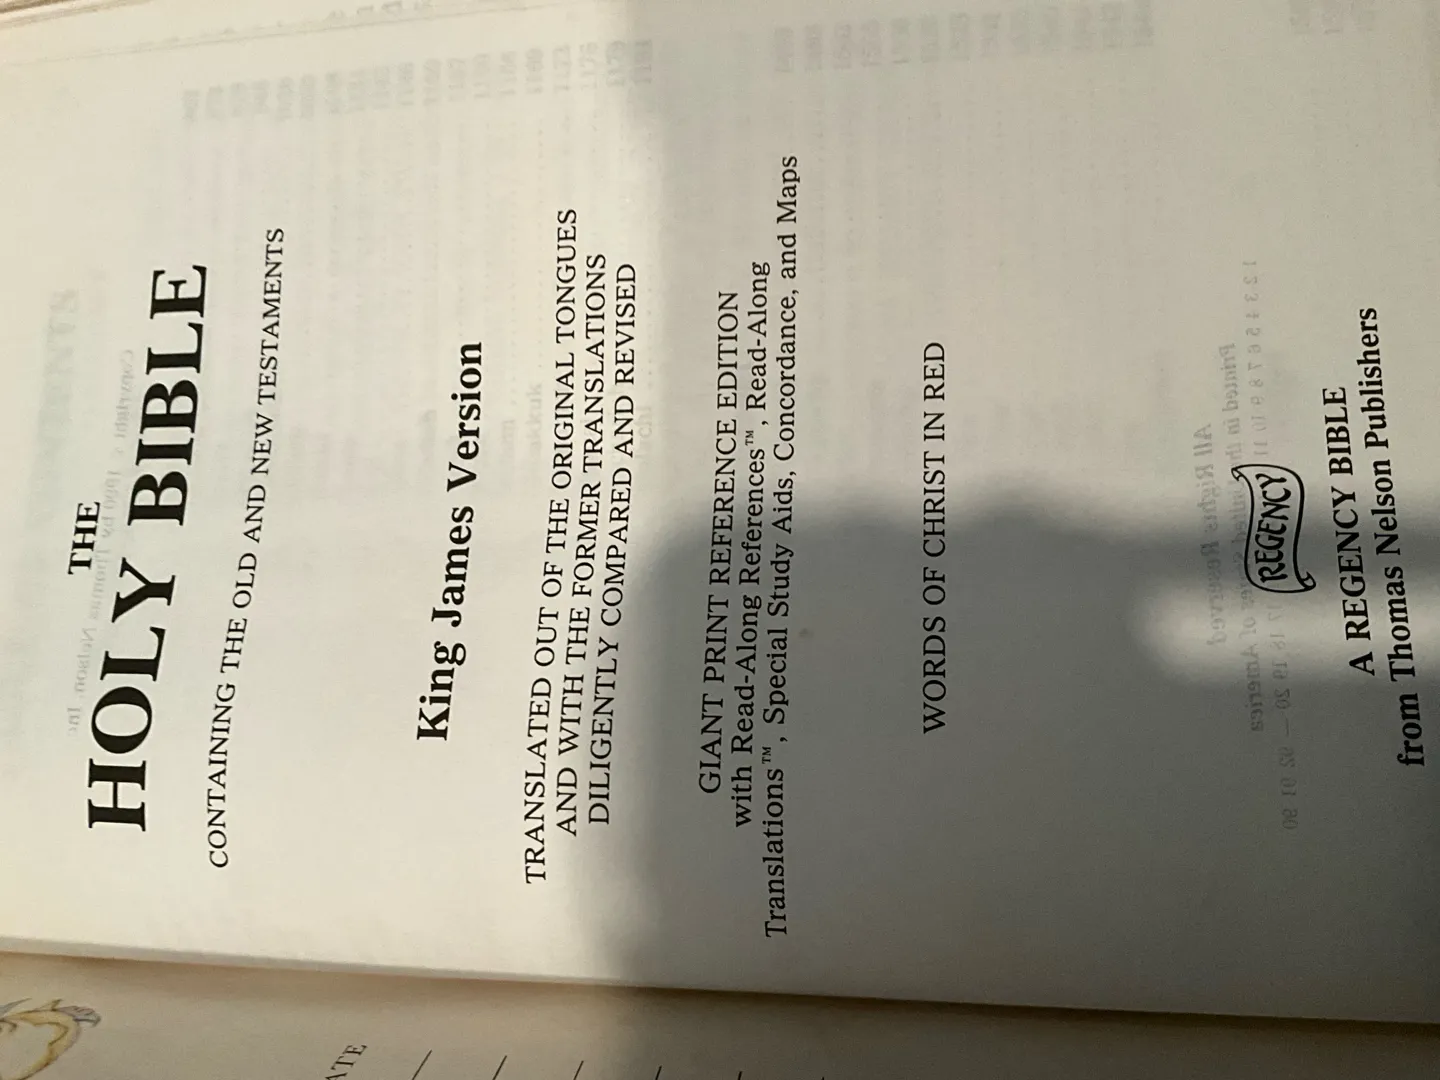 THE
HOLY BIBLE
CONTAINING THE OLD AND NEW TESTAMENTS
King James Version
TRANSLATED OUT OF THE ORIGINAL TONGUES
AND WITH THE FORMER TRANSLATIONS
DILIGENTLY COMPARED AND REVISED
GIANT PRINT REFERENCE EDITION
with Read-Along References™, Read-Along
Translations™, Special Study Aids, Concordance, and Maps
WORDS OF CHRIST IN RED
REGENCY
A REGENCY BIBLE
from Thomas Nelson Publishers